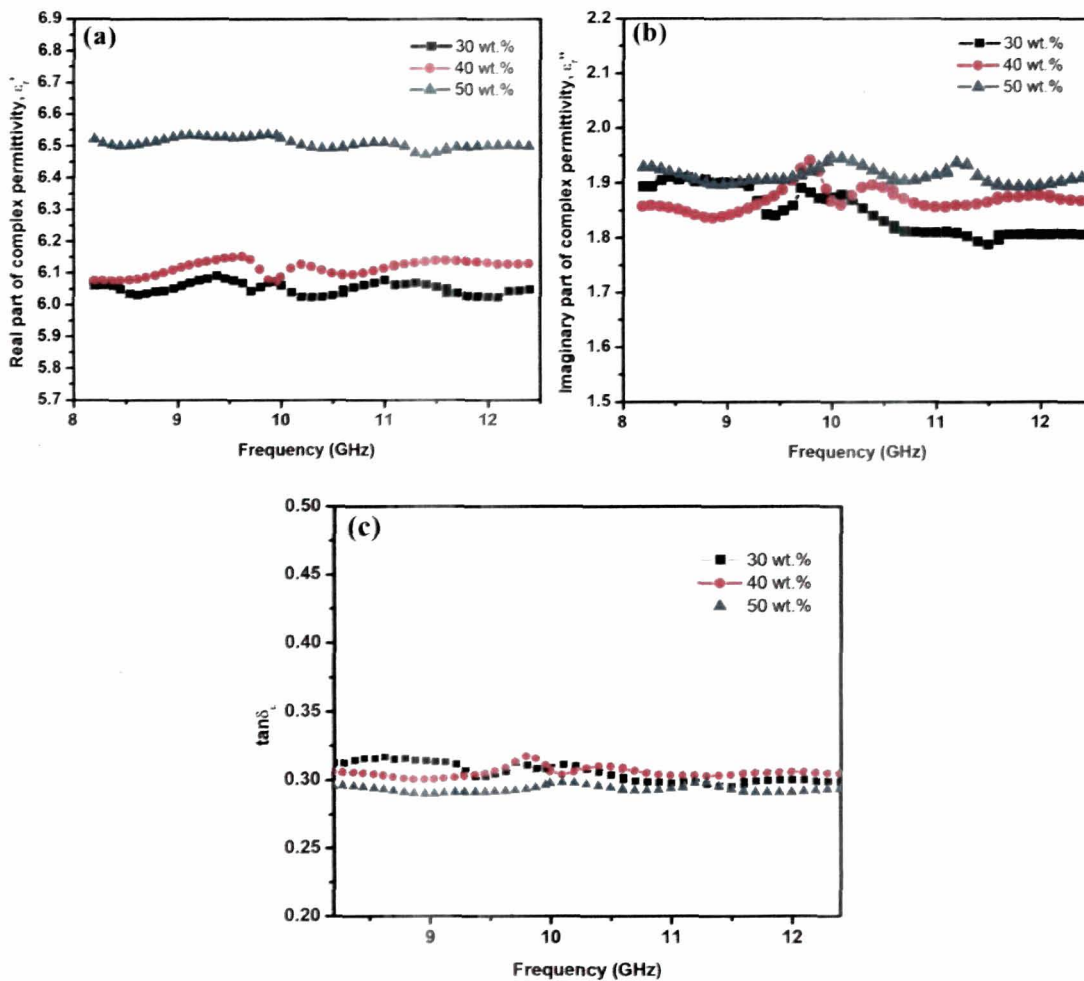 (a)
30 wt.%
40 wt.%
50 wt.%
Real part of complex permittivity, εr'
6.9
6.8
6.7
6.6
6.5
6.4
6.3
6.2
6.1
6.0
5.9
5.8
5.7
8
9
10
11
12
Frequency (GHz)
(b)
30 wt.%
40 wt.%
50 wt.%
Imaginary part of complex permittivity, εr"
2.2
2.1
2.0
1.9
1.8
1.7
1.6
1.5
8
9
10
11
12
Frequency (GHz)
(c)
30 wt.%
40 wt.%
50 wt.%
tanδ
0.50
0.45
0.40
0.35
0.30
0.25
0.20
9
10
11
12
Frequency (GHz)